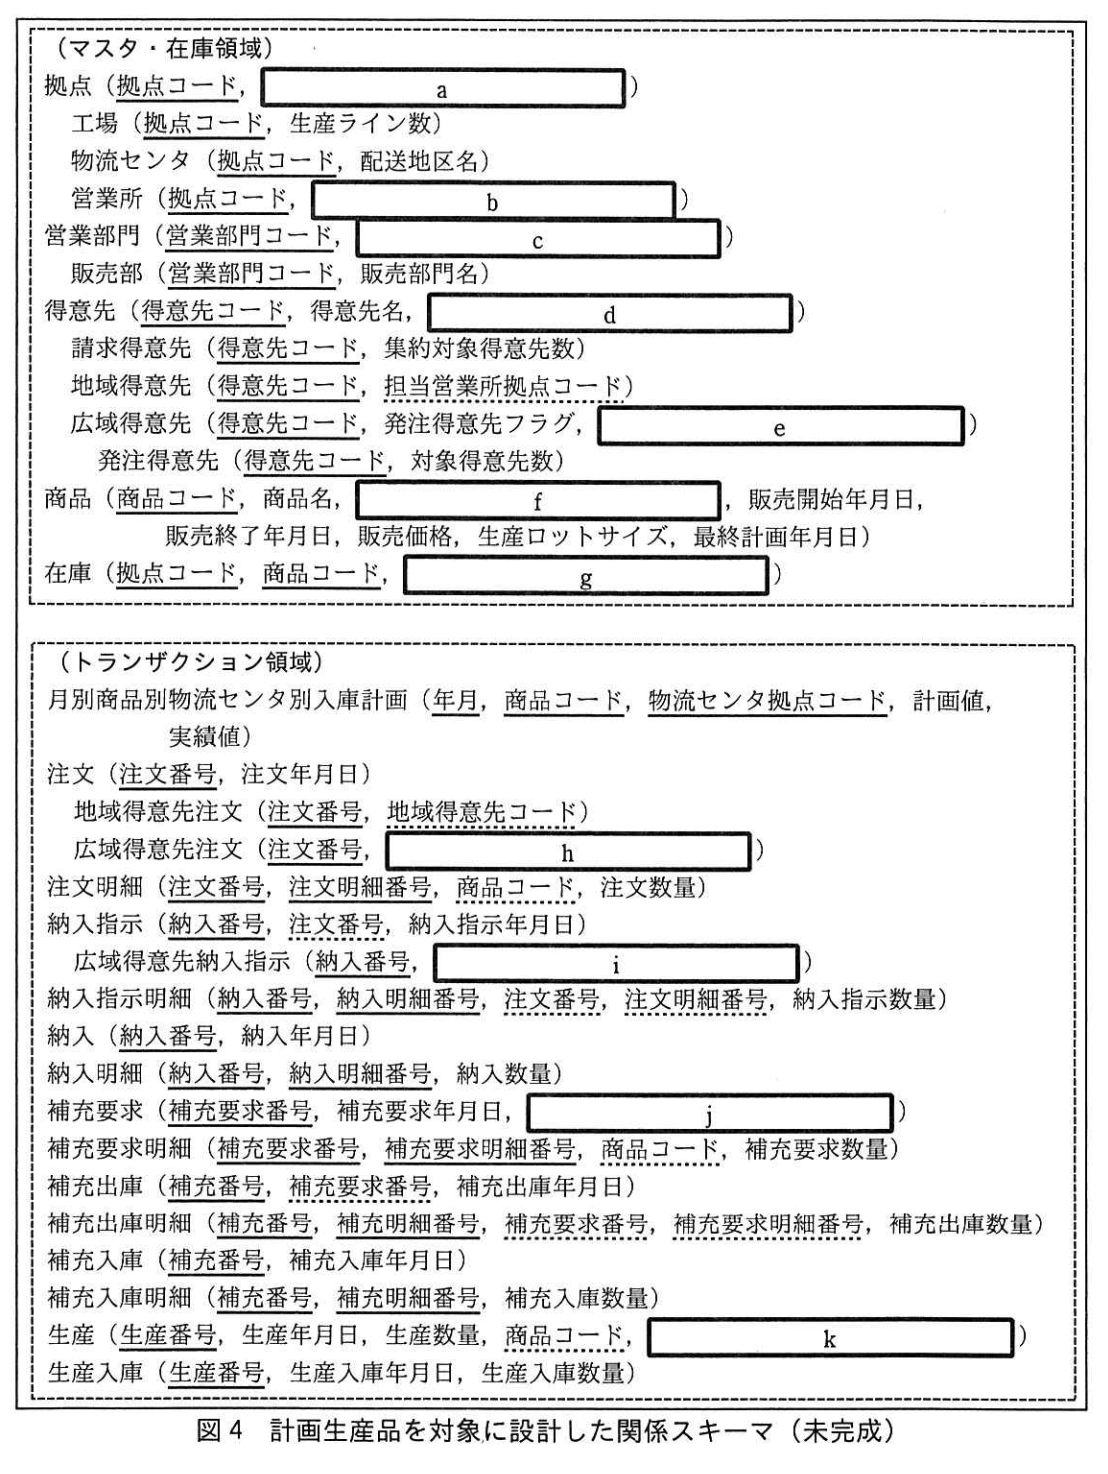 （マスタ・在庫領域）
拠点（拠点コード, a）
工場（拠点コード, 生産ライン数）
物流センタ（拠点コード, 配送地区名）
営業所（拠点コード, b）
営業部門（営業部門コード, c）
販売部（営業部門コード, 販売部門名）
得意先（得意先コード, 得意先名, d）
請求得意先（得意先コード, 集約対象得意先数）
地域得意先（得意先コード, 担当営業所拠点コード）
広域得意先（得意先コード, 発注得意先フラグ, e）
発注得意先（得意先コード, 対象得意先数）
商品（商品コード, 商品名, f, 販売開始年月日,
販売終了年月日, 販売価格, 生産ロットサイズ, 最終計画年月日）
在庫（拠点コード, 商品コード, g）
（トランザクション領域）
月別商品別物流センタ別入庫計画（年月, 商品コード, 物流センタ拠点コード, 計画値,
実績値）
注文（注文番号, 注文年月日）
地域得意先注文（注文番号, 地域得意先コード）
広域得意先注文（注文番号, h）
注文明細（注文番号, 注文明細番号, 商品コード, 注文数量）
納入指示（納入番号, 注文番号, 納入指示年月日）
広域得意先納入指示（納入番号, i）
納入指示明細（納入番号, 納入明細番号, 注文番号, 注文明細番号, 納入指示数量）
納入（納入番号, 納入年月日）
納入明細（納入番号, 納入明細番号, 納入数量）
補充要求（補充要求番号, 補充要求年月日, j）
補充要求明細（補充要求番号, 補充要求明細番号, 商品コード, 補充要求数量）
補充出庫（補充番号, 補充要求番号, 補充出庫年月日）
補充出庫明細（補充番号, 補充明細番号, 補充要求番号, 補充要求明細番号, 補充出庫数量）
補充入庫（補充番号, 補充入庫年月日）
補充入庫明細（補充番号, 補充明細番号, 補充入庫数量）
生産（生産番号, 生産年月日, 生産数量, 商品コード, k）
生産入庫（生産番号, 生産入庫年月日, 生産入庫数量）
図4 計画生産品を対象に設計した関係スキーマ（未完成）